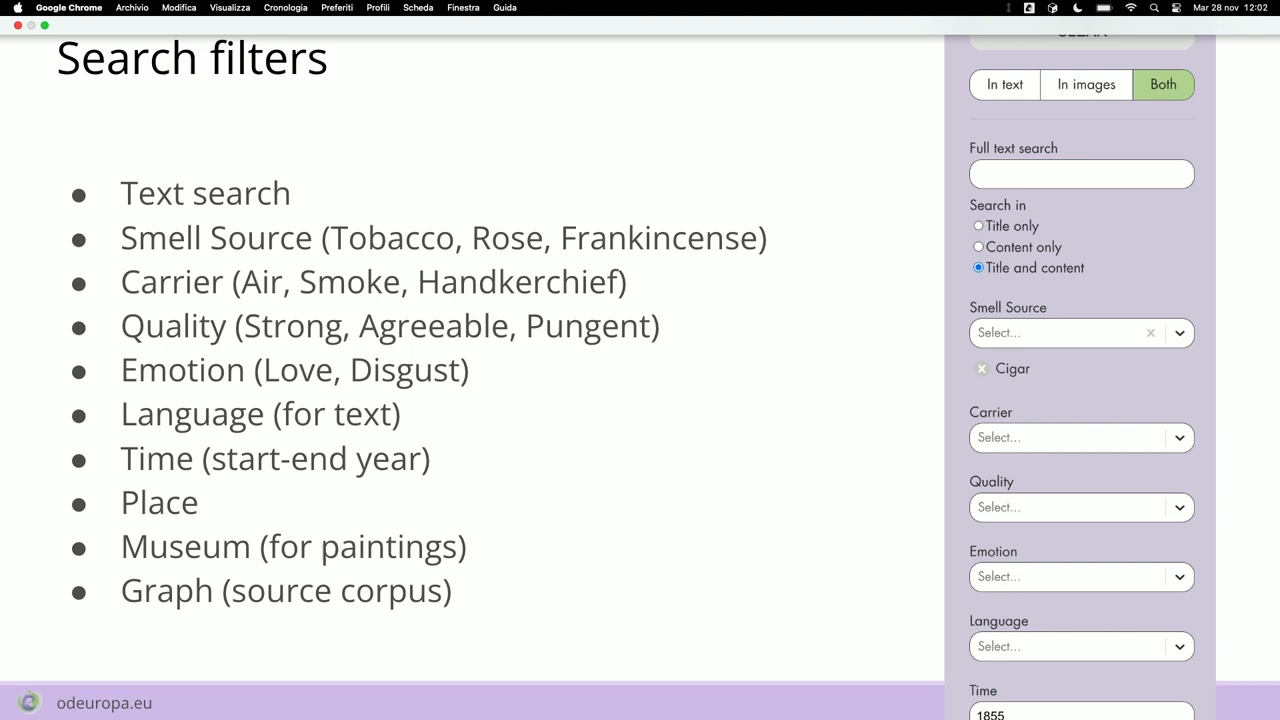 Google Chrome Archivio Modifica Visualizza Cronologia Preferiti Profili Scheda Finestra Guida Mar 28 nov 12:02
Search filters
● Text search
● Smell Source (Tobacco, Rose, Frankincense)
● Carrier (Air, Smoke, Handkerchief)
● Quality (Strong, Agreeable, Pungent)
● Emotion (Love, Disgust)
● Language (for text)
● Time (start-end year)
● Place
● Museum (for paintings)
● Graph (source corpus)
odeuropa.eu
In text In images Both
Full text search
Search in
Title only
Content only
Title and content
Smell Source
Select...
Cigar
Carrier
Select...
Quality
Select...
Emotion
Select...
Language
Select...
Time
1855